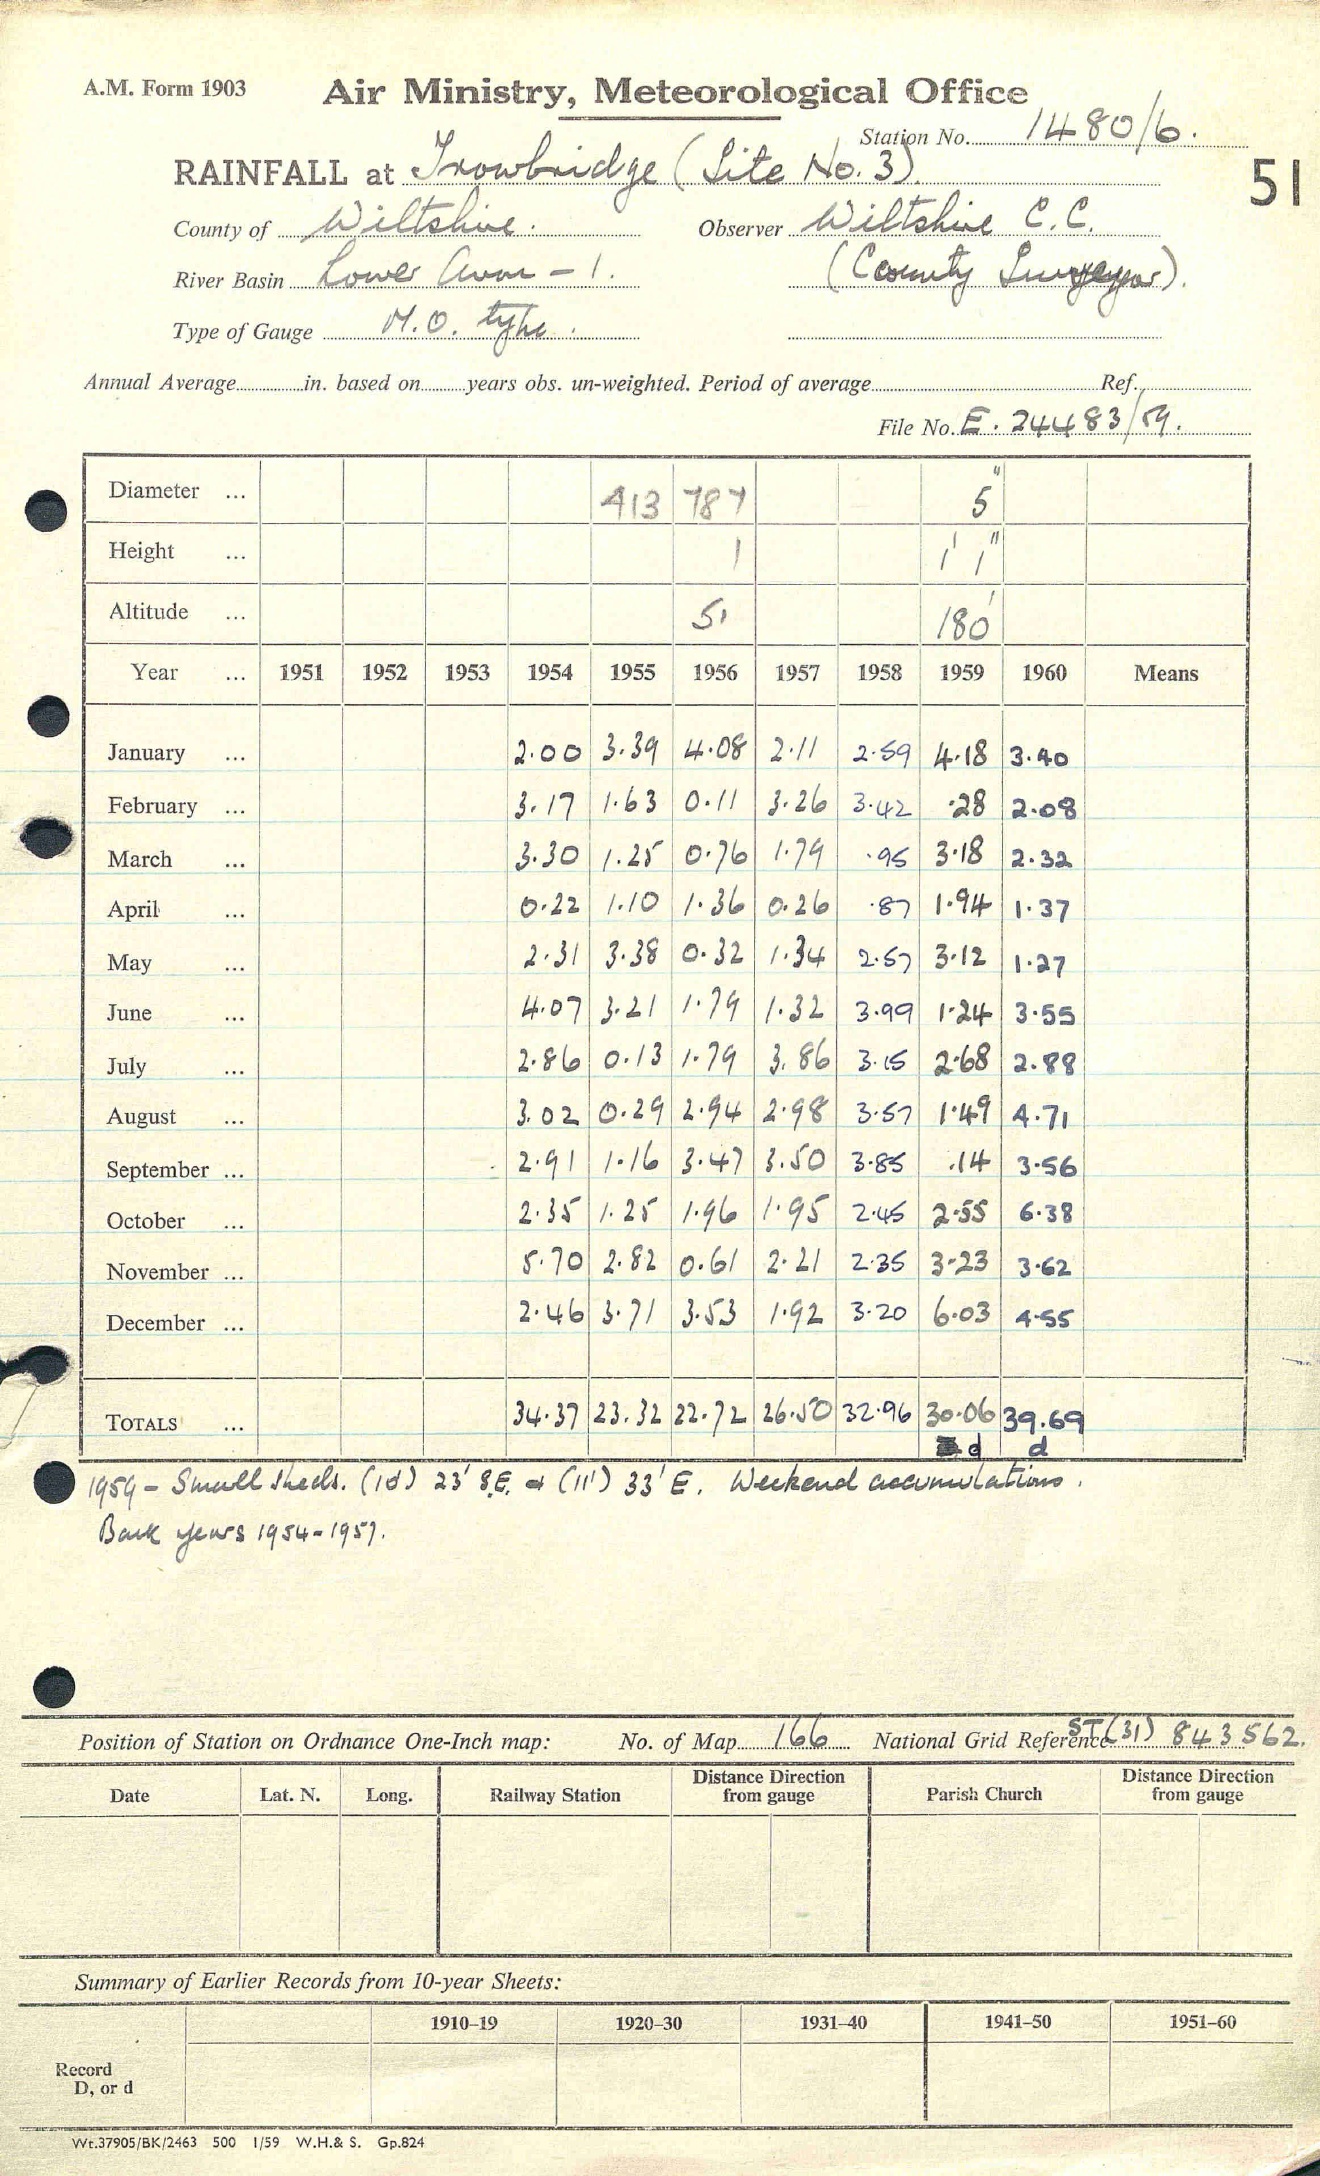 A.M. Form 1903 Air Ministry, Meteorological Office
Station No. 1480/6.
RAINFALL at Trowbridge (Site No. 3). 51
County of Wiltshire. Observer Wiltshire C.C.
River Basin Lower Avon - 1. (County Surveyor).
Type of Gauge M.O. type.
Annual Average in. based on years obs. un-weighted. Period of average Ref.
File No. E. 24483/59.
Diameter ... 413 787 5"
Height ... 1 1' 1"
Altitude ... 51 180'
Year ... 1951 1952 1953 1954 1955 1956 1957 1958 1959 1960 Means
January ... 2.00 3.39 4.08 2.11 2.59 4.18 3.40
February ... 3.17 1.63 0.11 3.26 3.42 .28 2.08
March ... 3.30 1.25 0.76 1.79 .95 3.18 2.32
April ... 0.22 1.10 1.36 0.26 .87 1.94 1.37
May ... 2.31 3.38 0.32 1.34 2.57 3.12 1.27
June ... 4.07 3.21 1.79 1.32 3.99 1.24 3.55
July ... 2.86 0.13 1.79 3.86 3.15 2.68 2.88
August ... 3.02 0.29 2.94 2.98 3.57 1.49 4.71
September ... 2.91 1.16 3.47 3.50 3.85 .14 3.56
October ... 2.35 1.25 1.96 1.95 2.45 2.55 6.38
November ... 5.70 2.82 0.61 2.21 2.35 3.23 3.62
December ... 2.46 3.71 3.53 1.92 3.20 6.03 4.55
TOTALS ... 34.37 23.32 22.72 26.50 32.96 30.06 39.69
d d
1959 - Small sheds. (10') 23' SE. & (11') 33' E. Weekend accumulations.
Back years 1954-1957.
Position of Station on Ordnance One-Inch map: No. of Map 166 National Grid Reference ST(31) 843562.
Date Lat. N. Long. Railway Station Distance Direction from gauge Parish Church Distance Direction from gauge
Summary of Earlier Records from 10-year Sheets:
1910–19 1920–30 1931–40 1941–50 1951–60
Record
D, or d
Wt.37905/BK/2463 500 1/59 W.H.& S. Gp.824